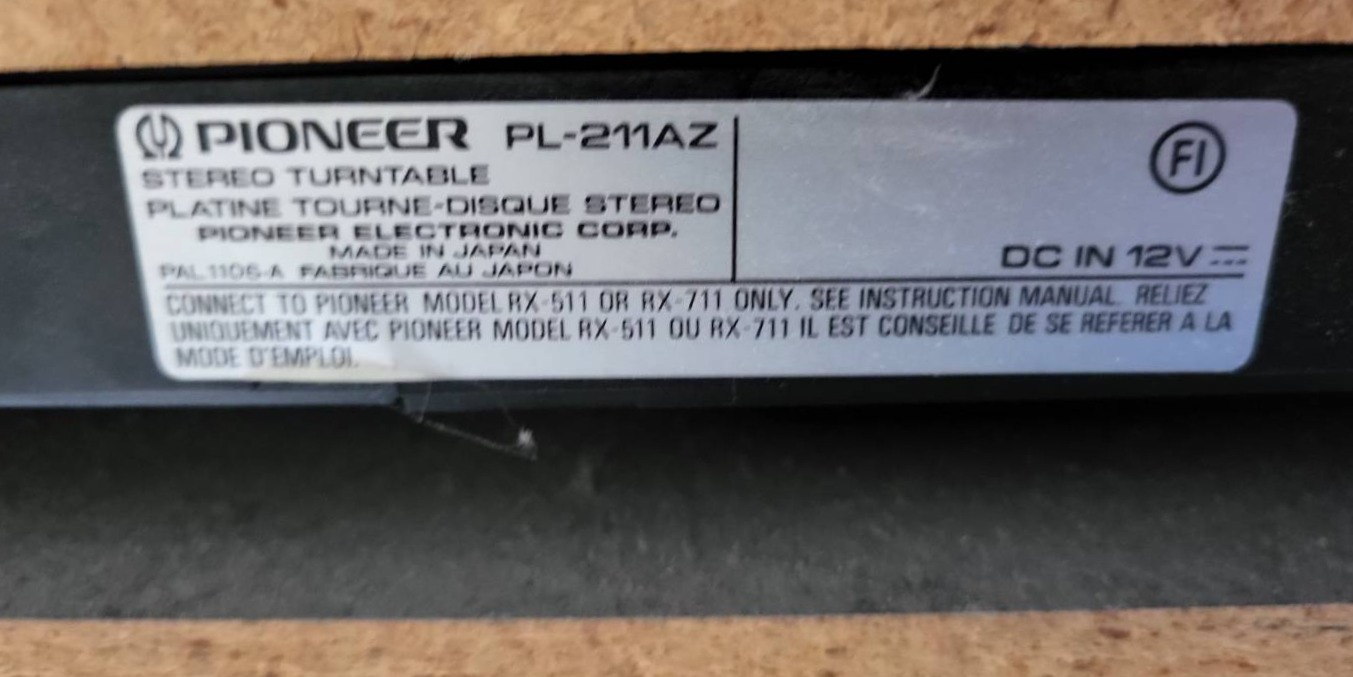 PIONEER PL-211AZ
STEREO TURNTABLE
PLATINE TOURNE-DISQUE STEREO
PIONEER ELECTRONIC CORP.
MADE IN JAPAN
PAL1106-A FABRIQUE AU JAPON
FI
DC IN 12V ⎓
CONNECT TO PIONEER MODEL RX-511 OR RX-711 ONLY. SEE INSTRUCTION MANUAL. RELIEZ
UNIQUEMENT AVEC PIONEER MODEL RX-511 OU RX-711 IL EST CONSEILLE DE SE REFERER A LA
MODE D'EMPLOI.